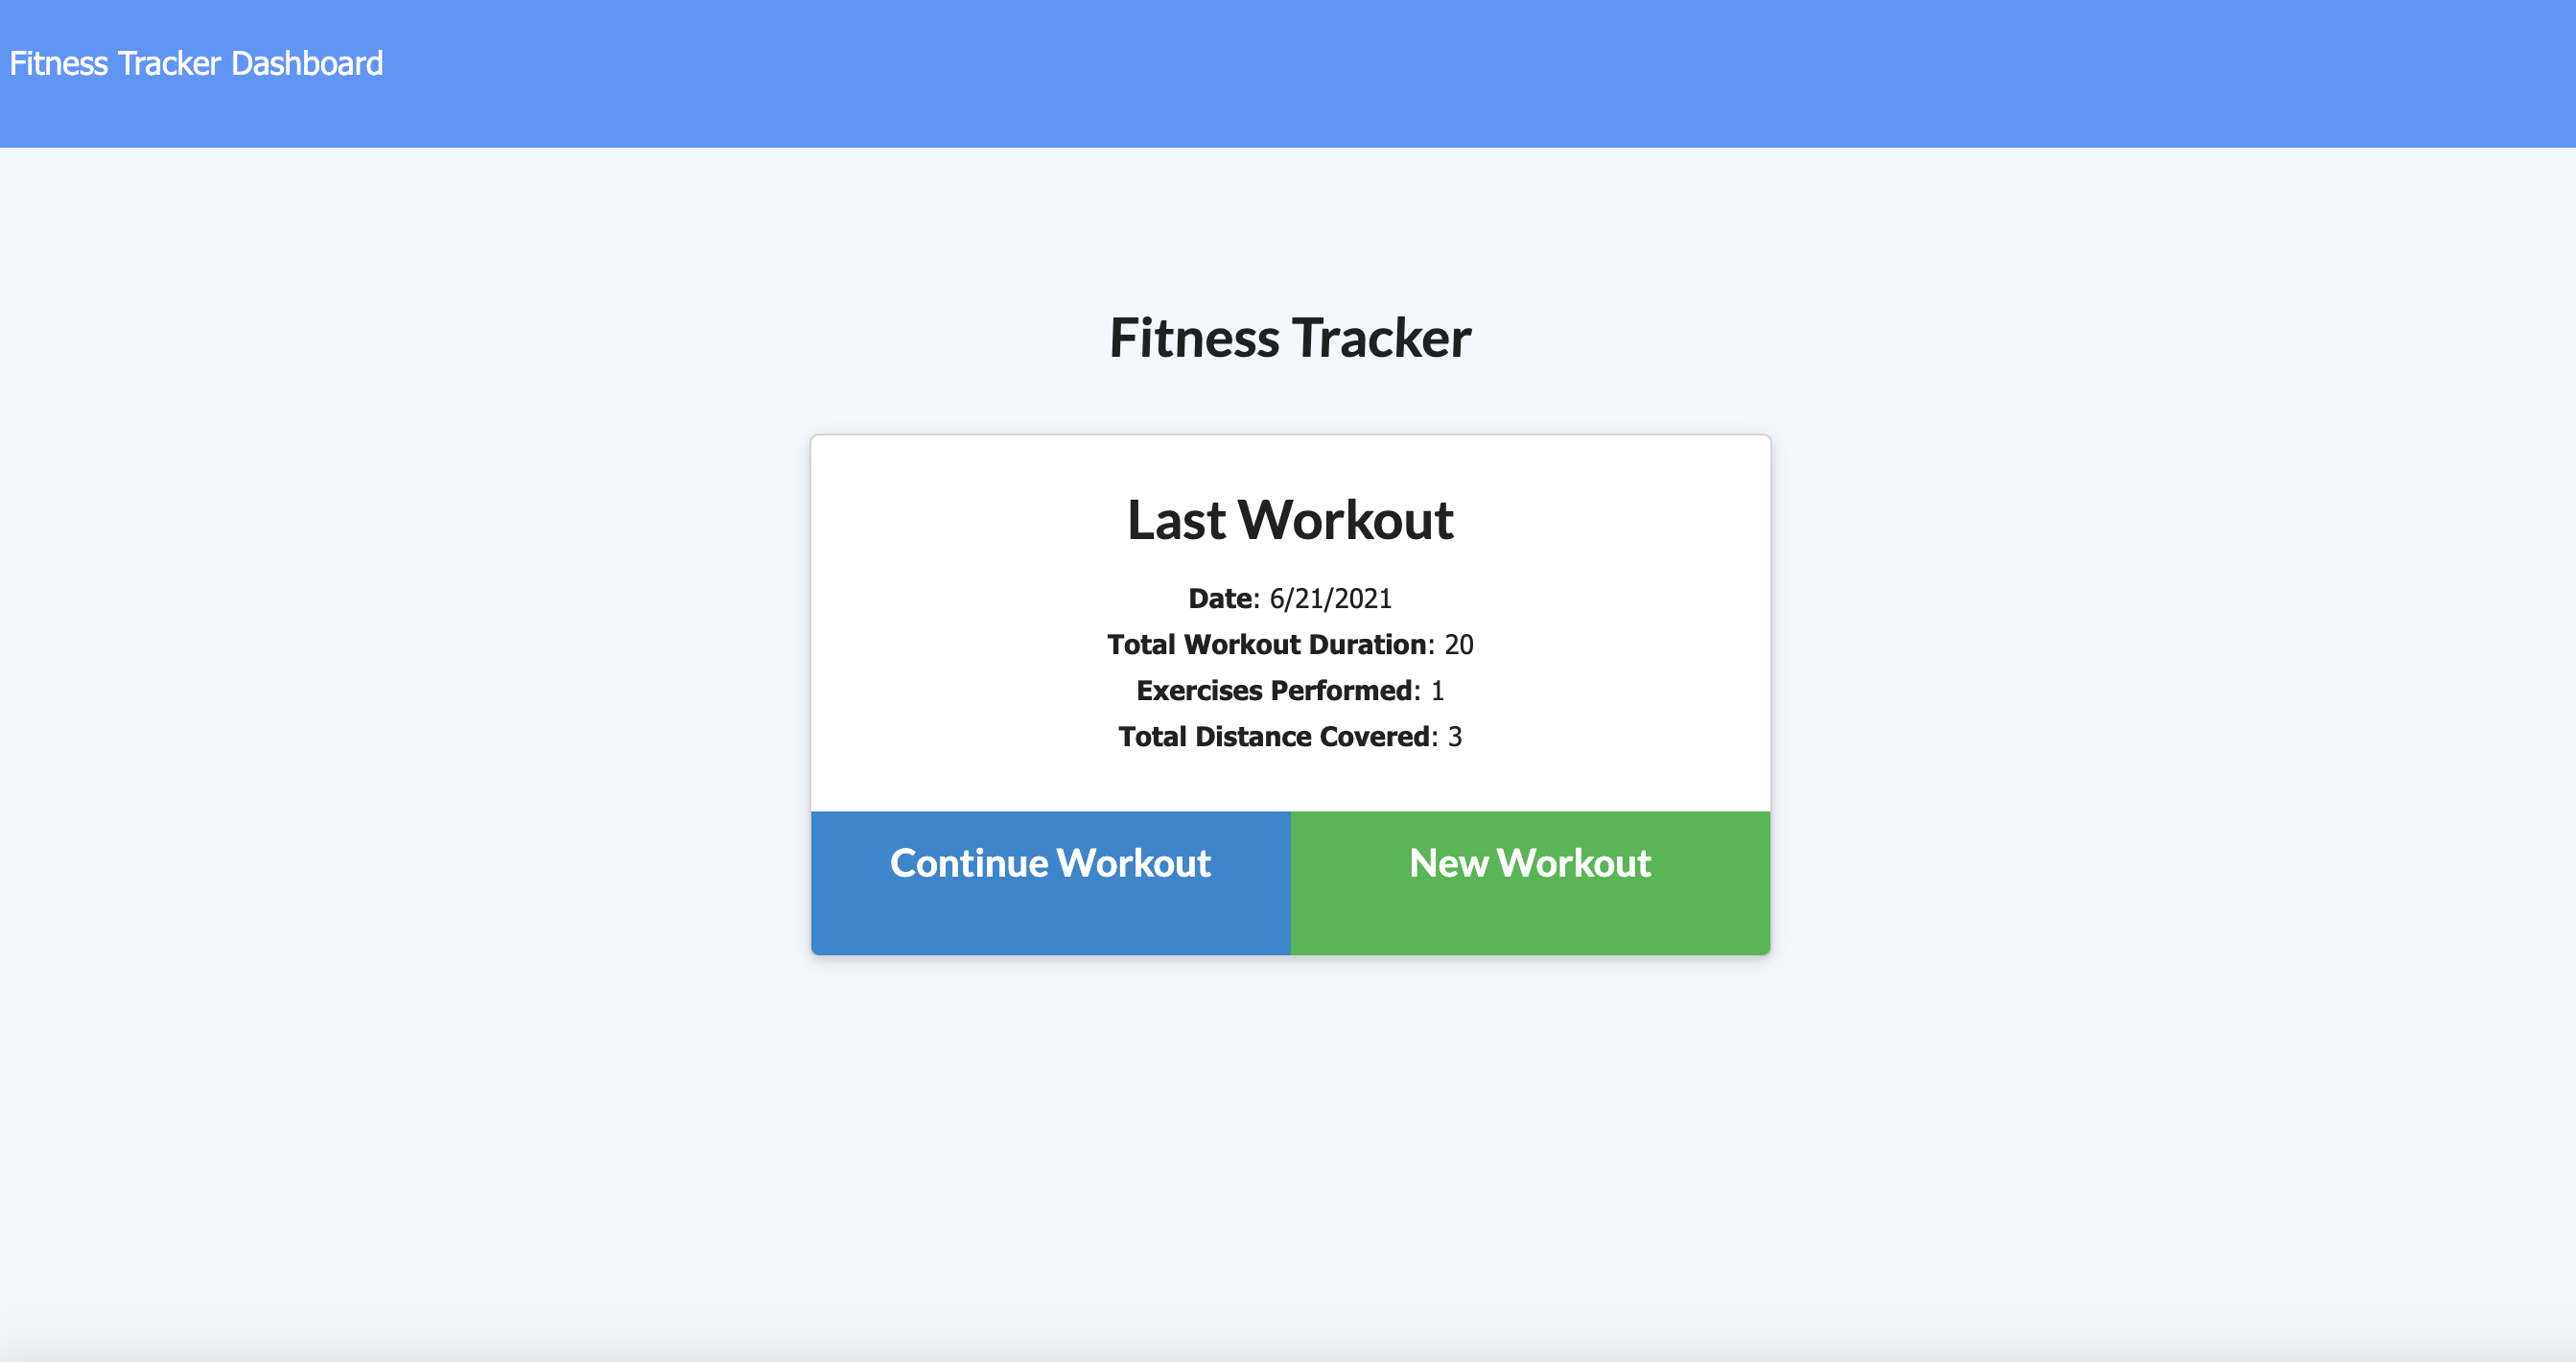 Fitness Tracker Dashboard
Fitness Tracker
Last Workout
Date: 6/21/2021
Total Workout Duration: 20
Exercises Performed: 1
Total Distance Covered: 3
Continue Workout
New Workout